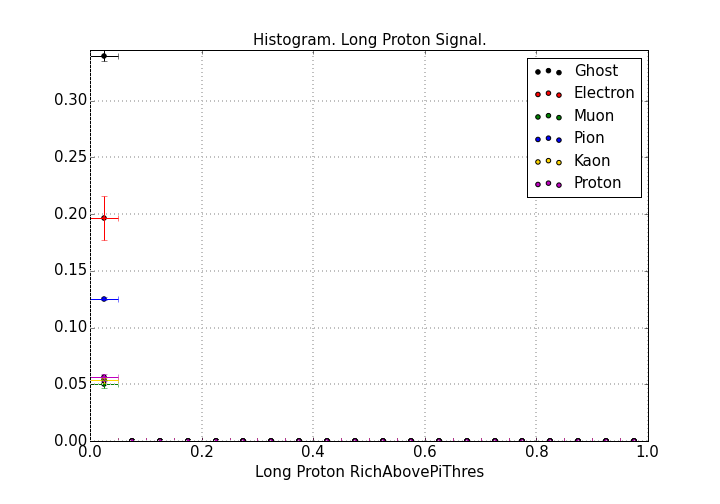 Histogram. Long Proton Signal.
Ghost
Electron
Muon
Pion
Kaon
Proton
0.30
0.25
0.20
0.15
0.10
0.05
0.00
0.0 0.2 0.4 0.6 0.8 1.0
Long Proton RichAbovePiThres